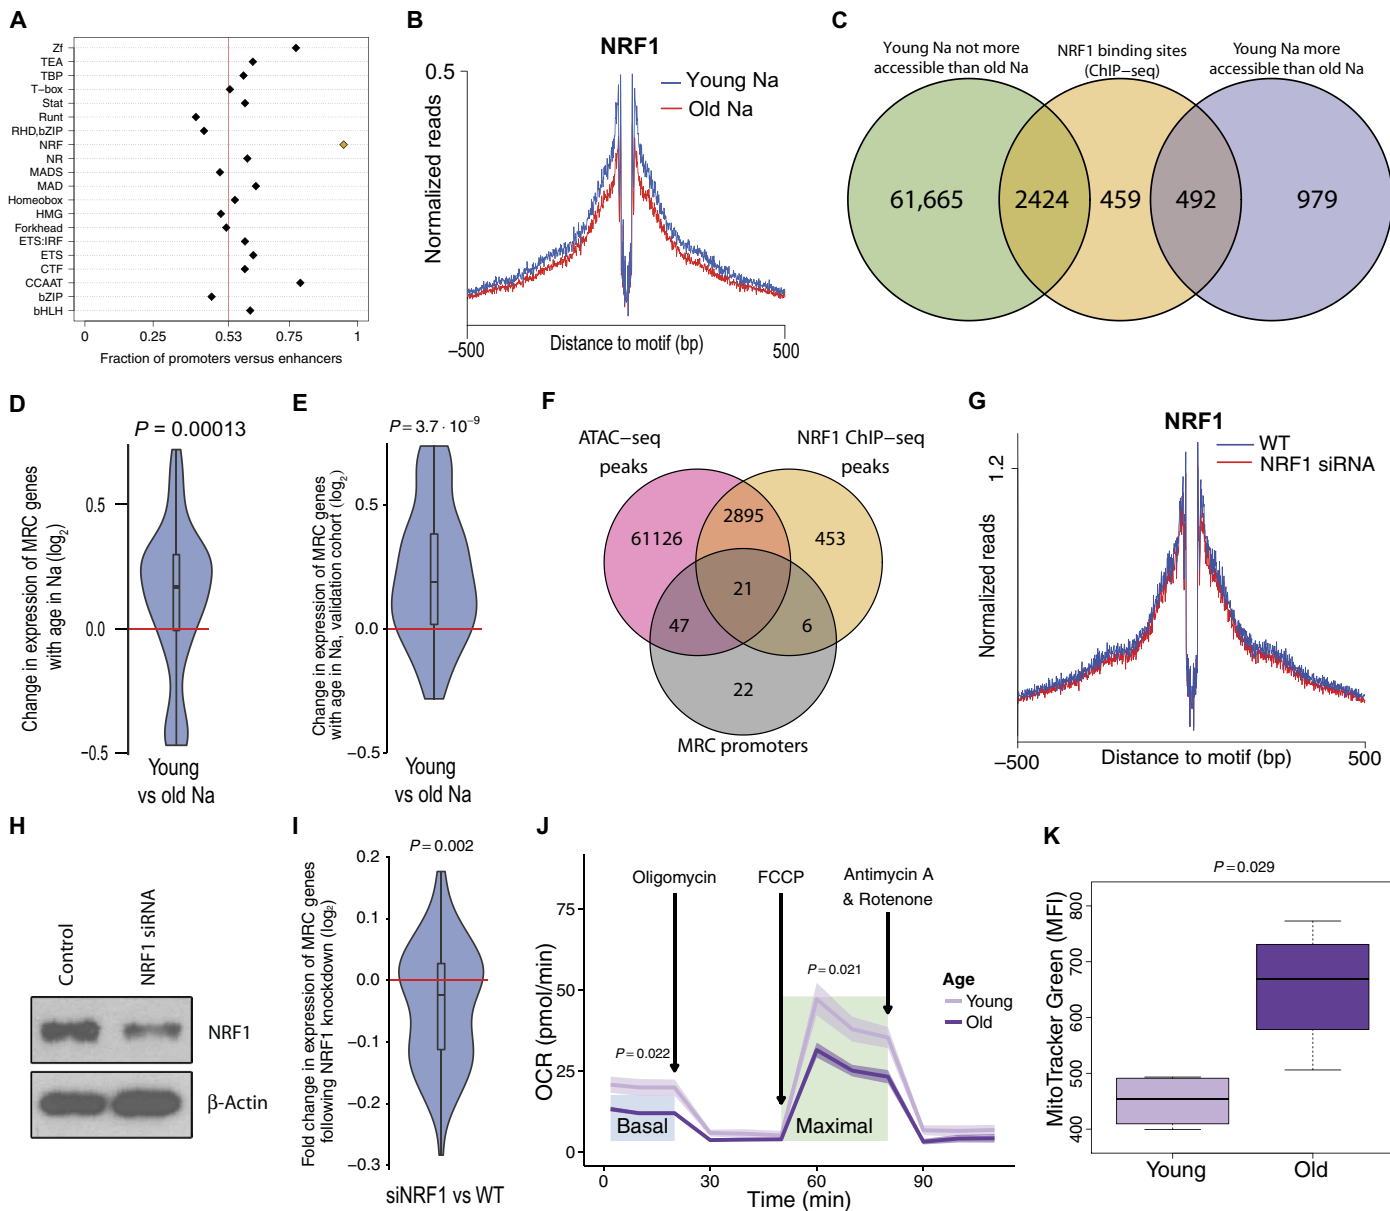 A
Zf
TEA
TBP
T−box
Stat
Runt
RHD,bZIP
NRF
NR
MADS
MAD
Homeobox
HMG
Forkhead
ETS:IRF
ETS
CTF
CCAAT
bZIP
bHLH
0
0.25
0.53
0.75
1
Fraction of promoters versus enhancers
B
NRF1
0.5
Young Na
Old Na
Normalized reads
−500
Distance to motif (bp)
500
C
Young Na not more
accessible than old Na
NRF1 binding sites
(ChIP−seq)
Young Na more
accessible than old Na
61,665
2424
459
492
979
D
P = 0.00013
Change in expression of MRC genes
with age in Na (log2)
0.5
0.0
−0.5
Young
vs old Na
E
P = 3.7 · 10−9
Change in expression of MRC genes
with age in Na, validation cohort (log2)
0.5
0.0
−0.5
Young
vs old Na
F
ATAC−seq
peaks
NRF1 ChIP−seq
peaks
61126
2895
453
21
47
6
22
MRC promoters
G
NRF1
WT
NRF1 siRNA
1.2
Normalized reads
−500
Distance to motif (bp)
500
H
Control
NRF1 siRNA
NRF1
β-Actin
I
P = 0.002
Fold change in expression of MRC genes
following NRF1 knockdown (log2)
0.2
0.1
0.0
−0.1
−0.2
−0.3
siNRF1 vs WT
J
Oligomycin
FCCP
Antimycin A
& Rotenone
OCR (pmol/min)
75
50
25
0
P = 0.022
P = 0.021
Basal
Maximal
Age
Young
Old
0
30
60
90
Time (min)
K
P = 0.029
MitoTracker Green (MFI)
800
700
600
500
400
Young
Old